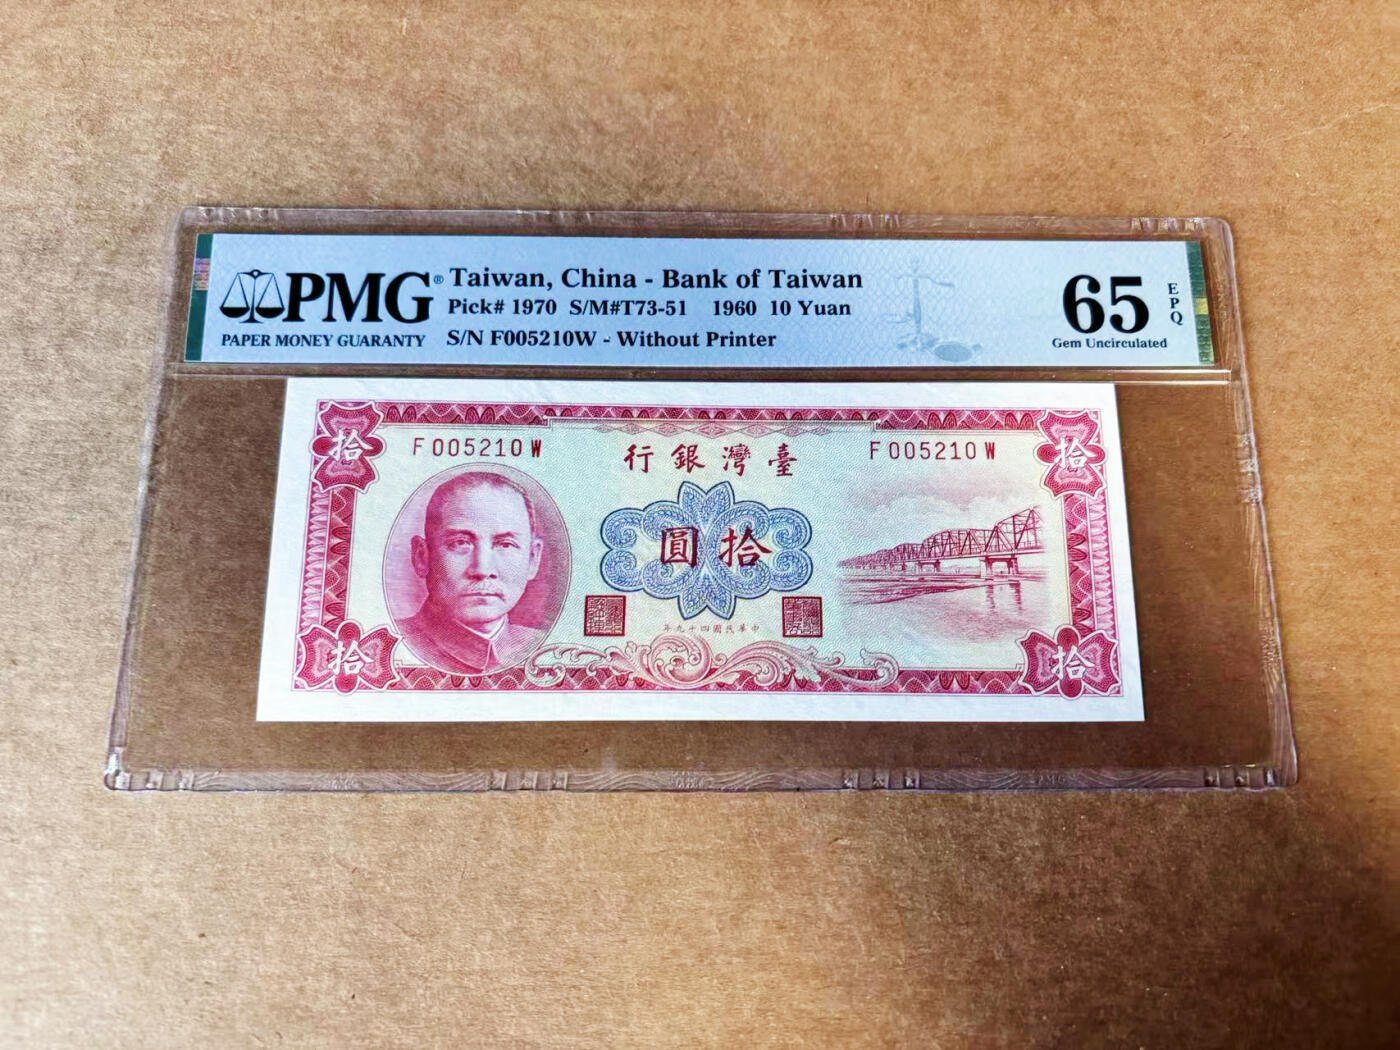 PMG®
PAPER MONEY GUARANTY
Taiwan, China - Bank of Taiwan
Pick# 1970 S/M#T73-51 1960 10 Yuan
S/N F005210W - Without Printer
65
EPQ
Gem Uncirculated
拾
拾
F005210W
行銀灣臺
F005210W
圓拾
年九十四國民華中
拾
拾